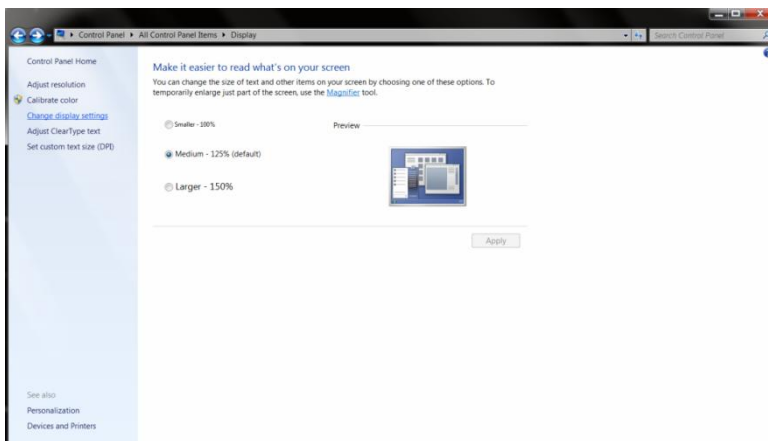 Control Panel ▸ All Control Panel Items ▸ Display
Search Control Panel
Control Panel Home
Adjust resolution
Calibrate color
Change display settings
Adjust ClearType text
Set custom text size (DPI)
Make it easier to read what's on your screen
You can change the size of text and other items on your screen by choosing one of these options. To
temporarily enlarge just part of the screen, use the Magnifier tool.
Smaller - 100%
Preview
Medium - 125% (default)
Larger - 150%
Apply
See also
Personalization
Devices and Printers